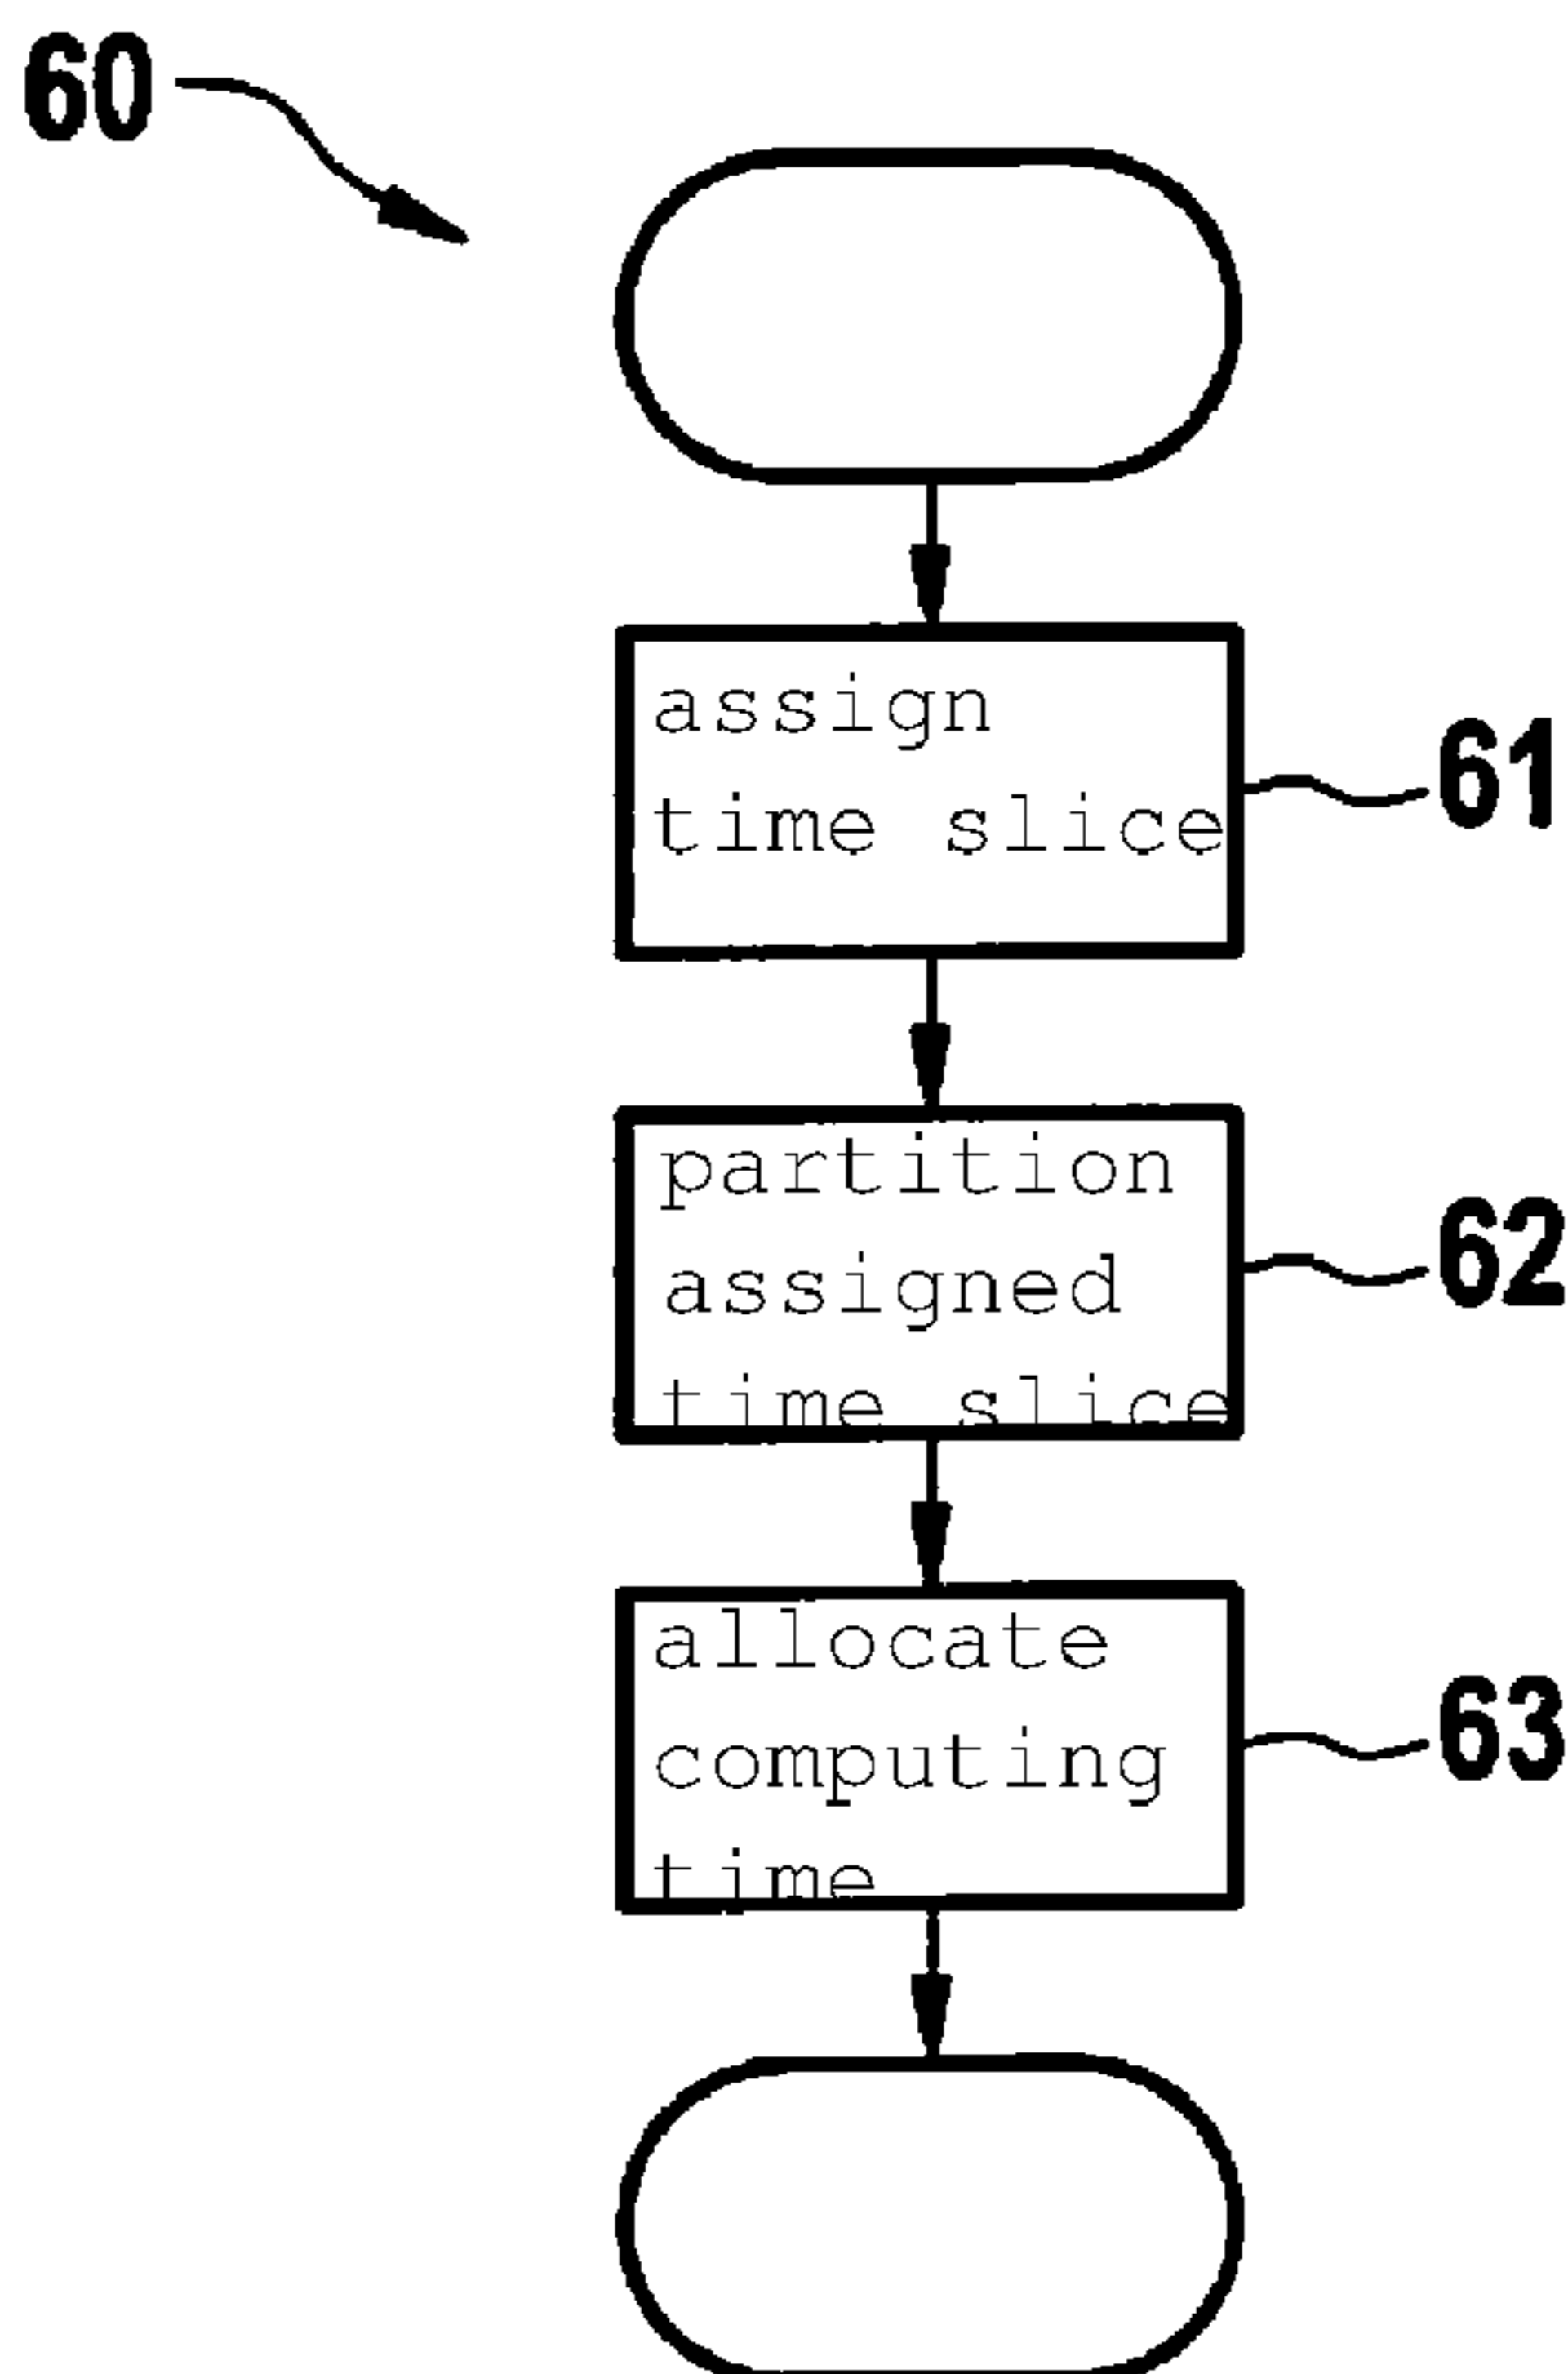 60
assign
time slice
61
partition
assigned
time slice
62
allocate
computing
time
63